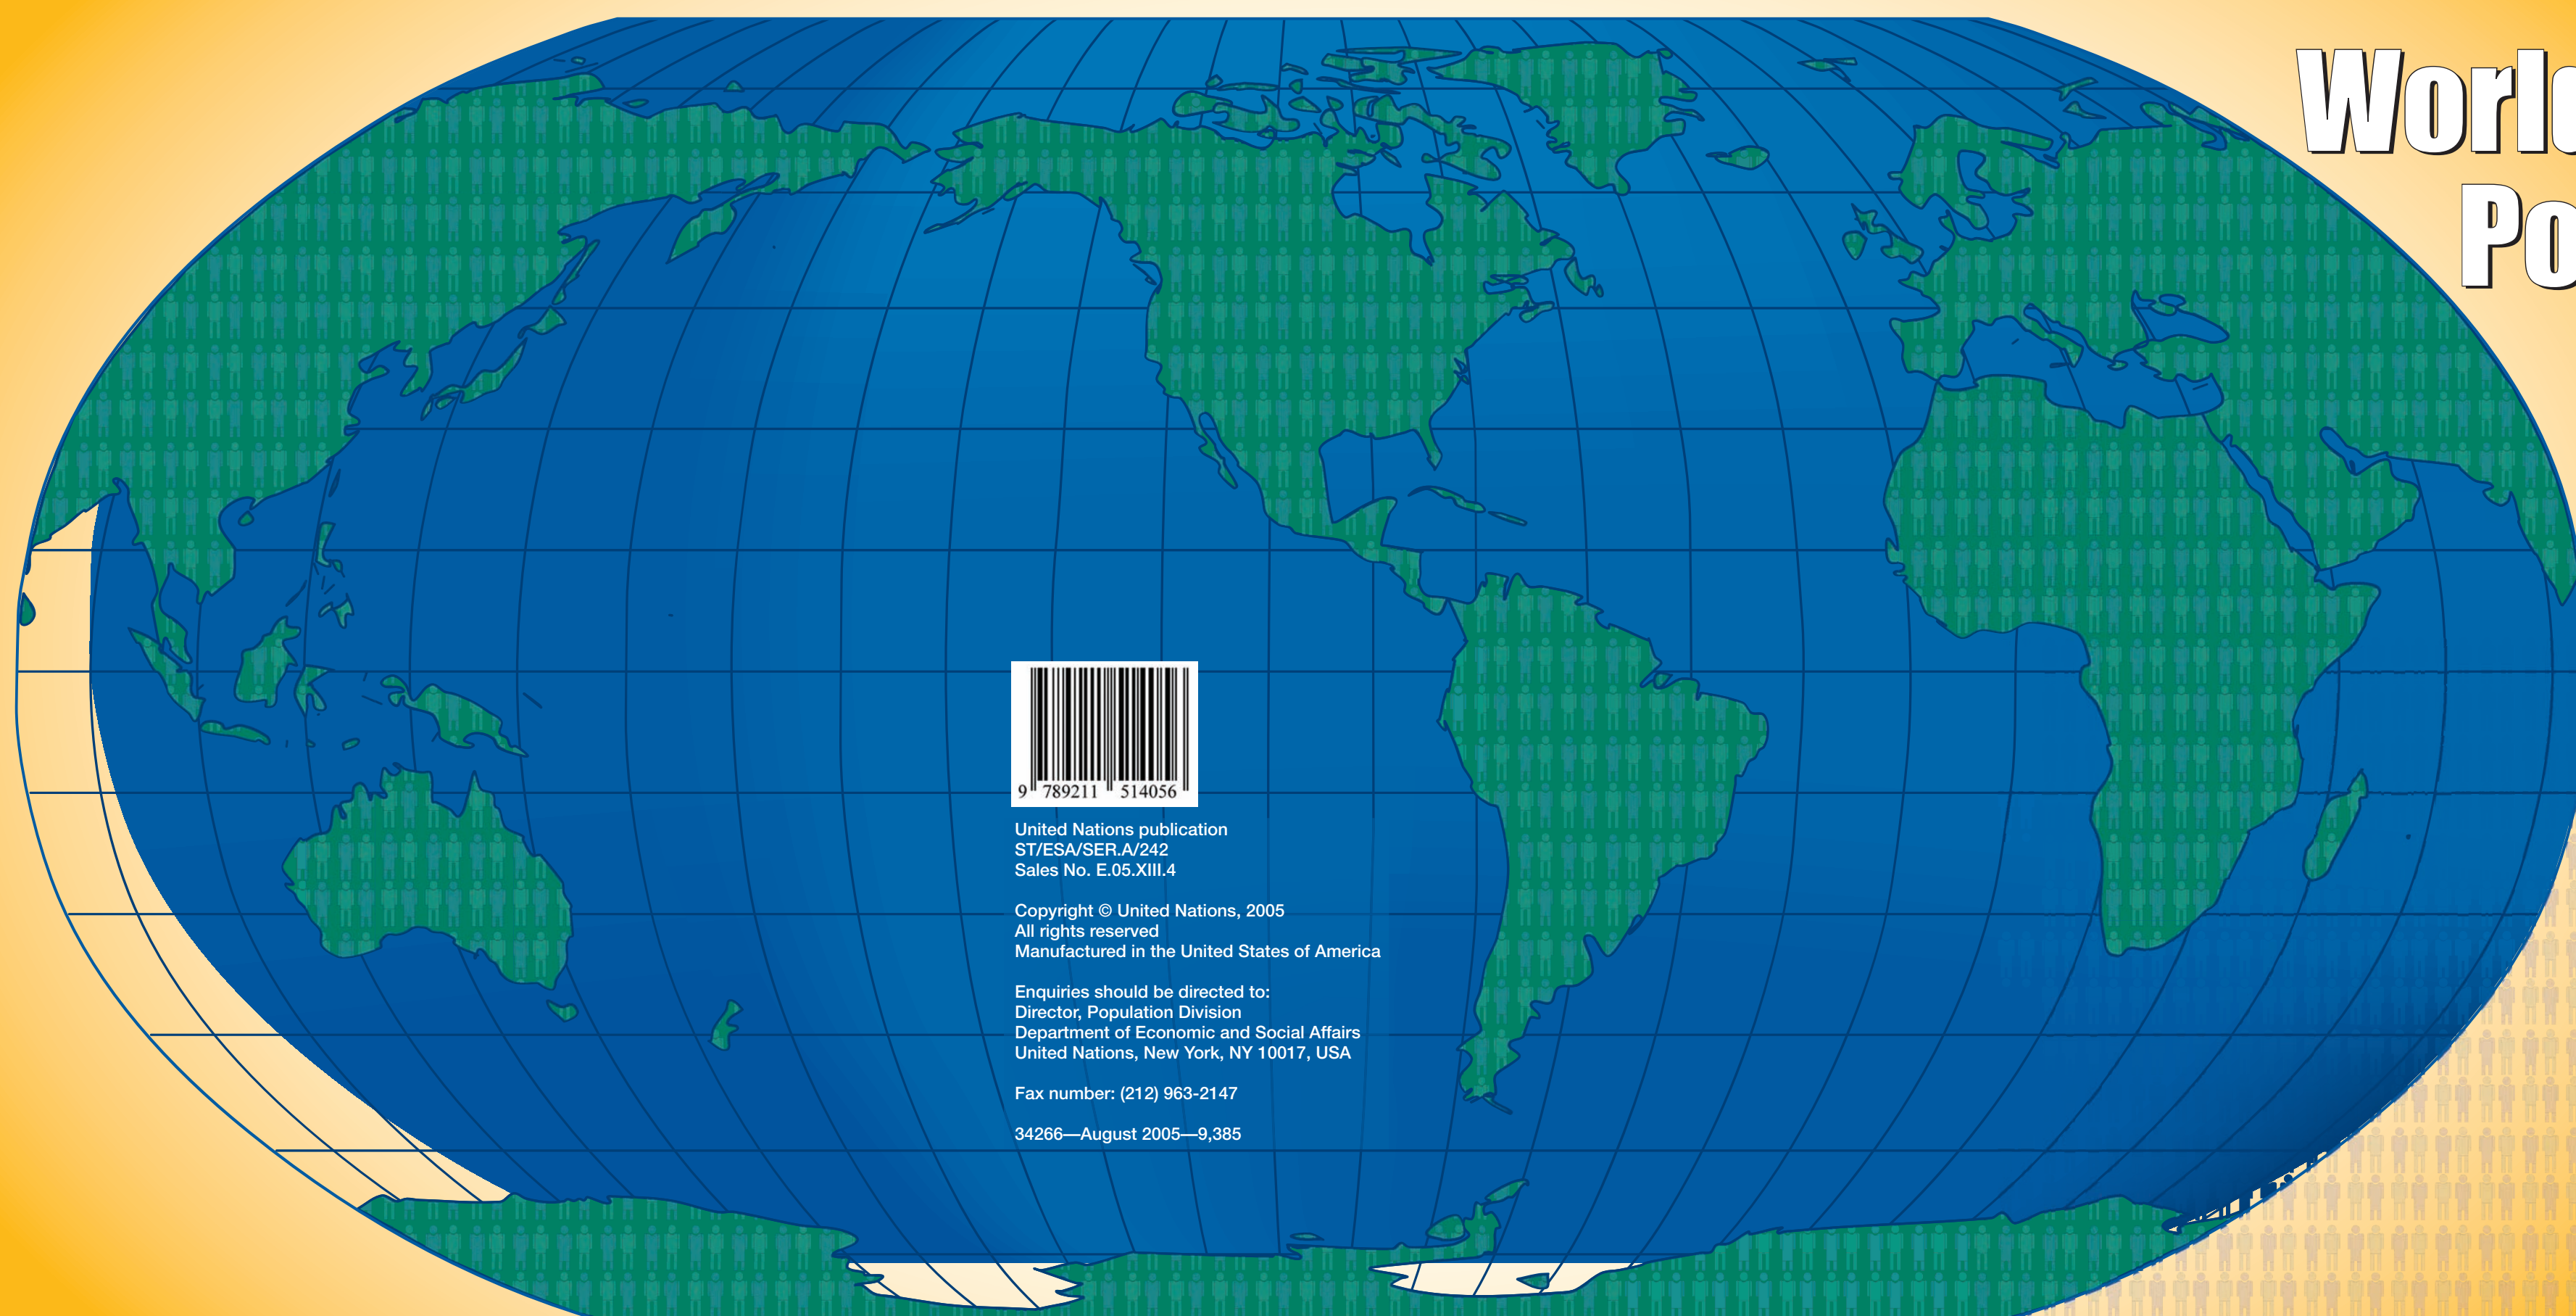 Worl
Po
9 789211 514056
United Nations publication
ST/ESA/SER.A/242
Sales No. E.05.XIII.4
Copyright © United Nations, 2005
All rights reserved
Manufactured in the United States of America
Enquiries should be directed to:
Director, Population Division
Department of Economic and Social Affairs
United Nations, New York, NY 10017, USA
Fax number: (212) 963-2147
34266—August 2005—9,385